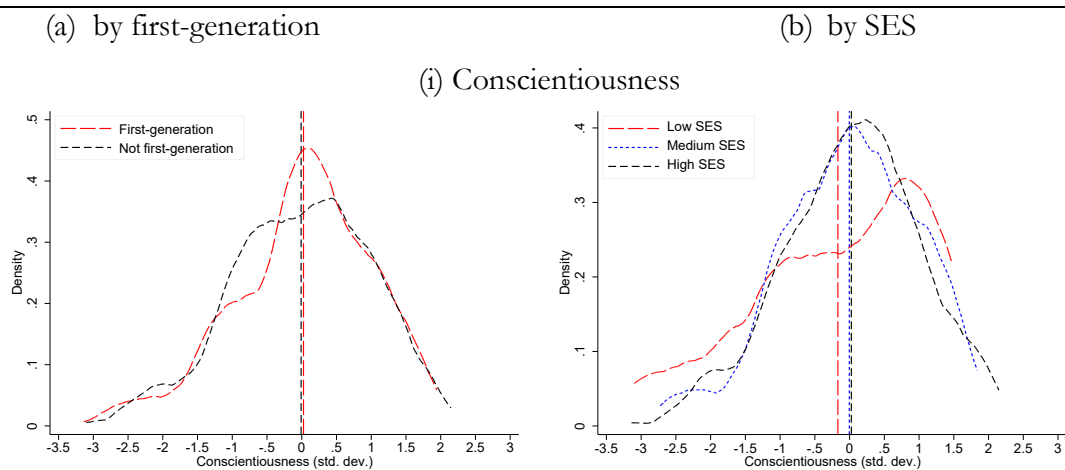 (a) by first-generation
(b) by SES
(i) Conscientiousness
First-generation
Not first-generation
Density
0 .1 .2 .3 .4 .5
-3.5 -3 -2.5 -2 -1.5 -1 -.5 0 .5 1 1.5 2 2.5 3
Conscientiousness (std. dev.)
Low SES
Medium SES
High SES
Density
0 .1 .2 .3 .4
-3.5 -3 -2.5 -2 -1.5 -1 -.5 0 .5 1 1.5 2 2.5 3
Conscientiousness (std. dev.)